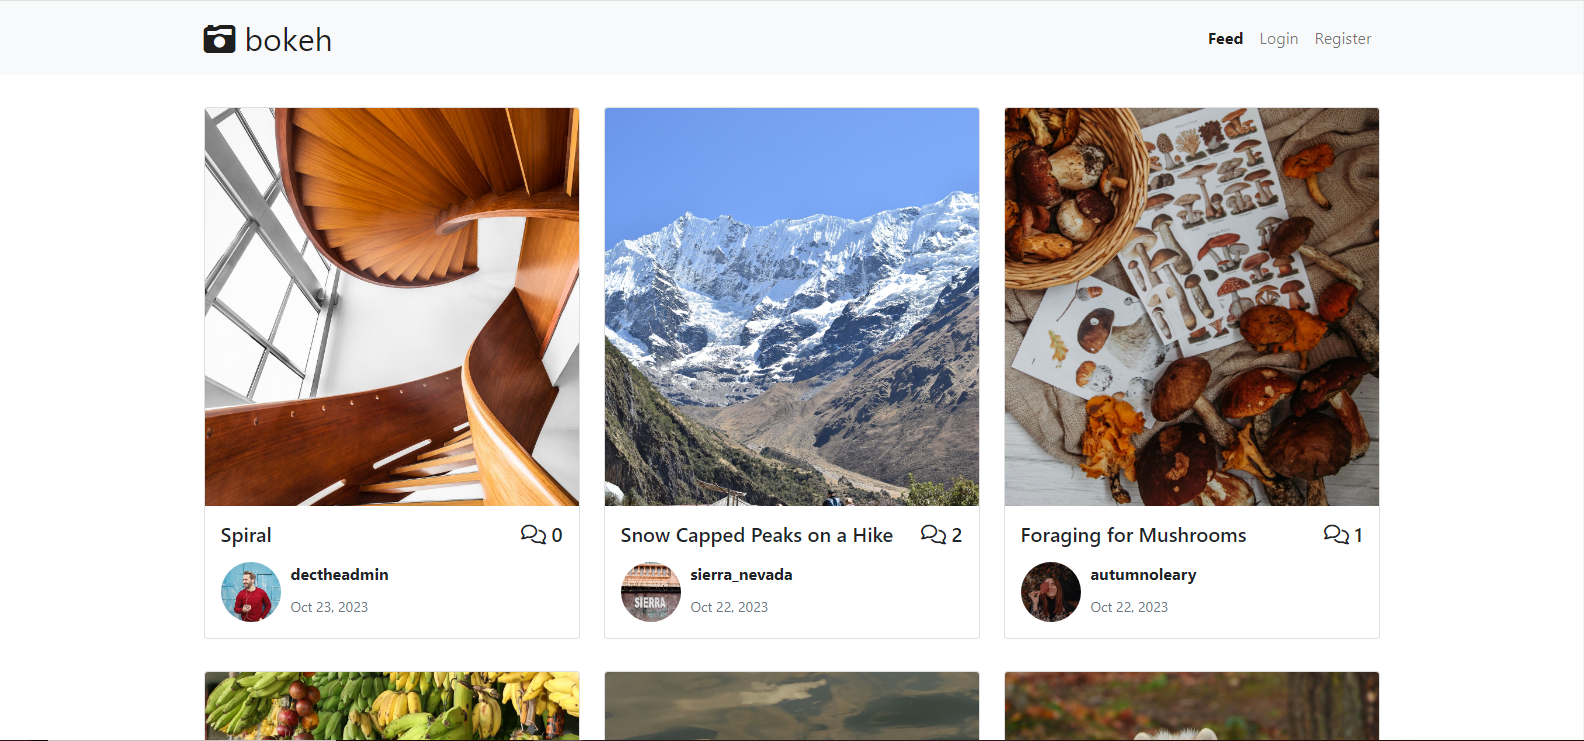 bokeh
Feed Login Register
Spiral 0
dectheadmin
Oct 23, 2023
Snow Capped Peaks on a Hike 2
sierra_nevada
SIERRA
Oct 22, 2023
Foraging for Mushrooms 1
autumnoleary
Oct 22, 2023